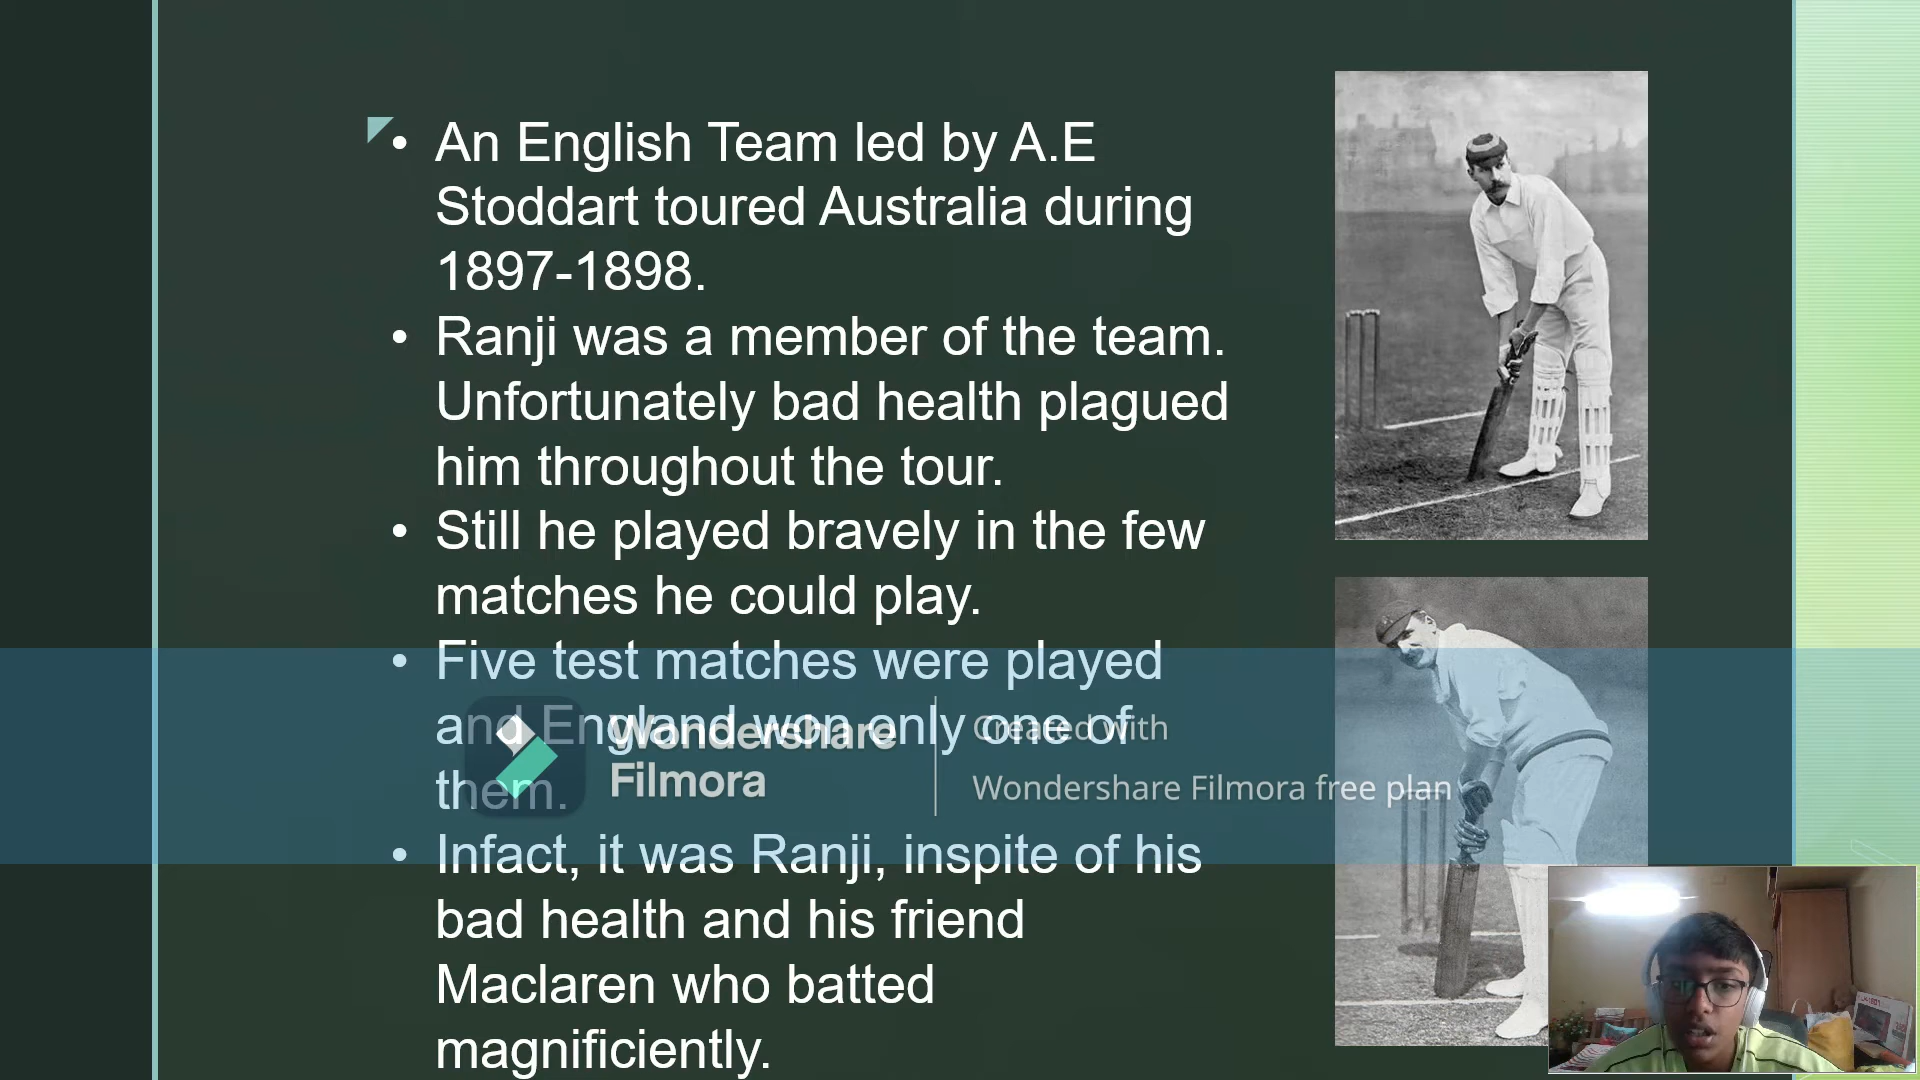 • An English Team led by A.E
Stoddart toured Australia during
1897-1898.
• Ranji was a member of the team.
Unfortunately bad health plagued
him throughout the tour.
• Still he played bravely in the few
matches he could play.
• Five test matches were played
and England won only one of
them.
Wondershare
Filmora
Created with
Wondershare Filmora free plan
• Infact, it was Ranji, inspite of his
bad health and his friend
Maclaren who batted
magnificiently.